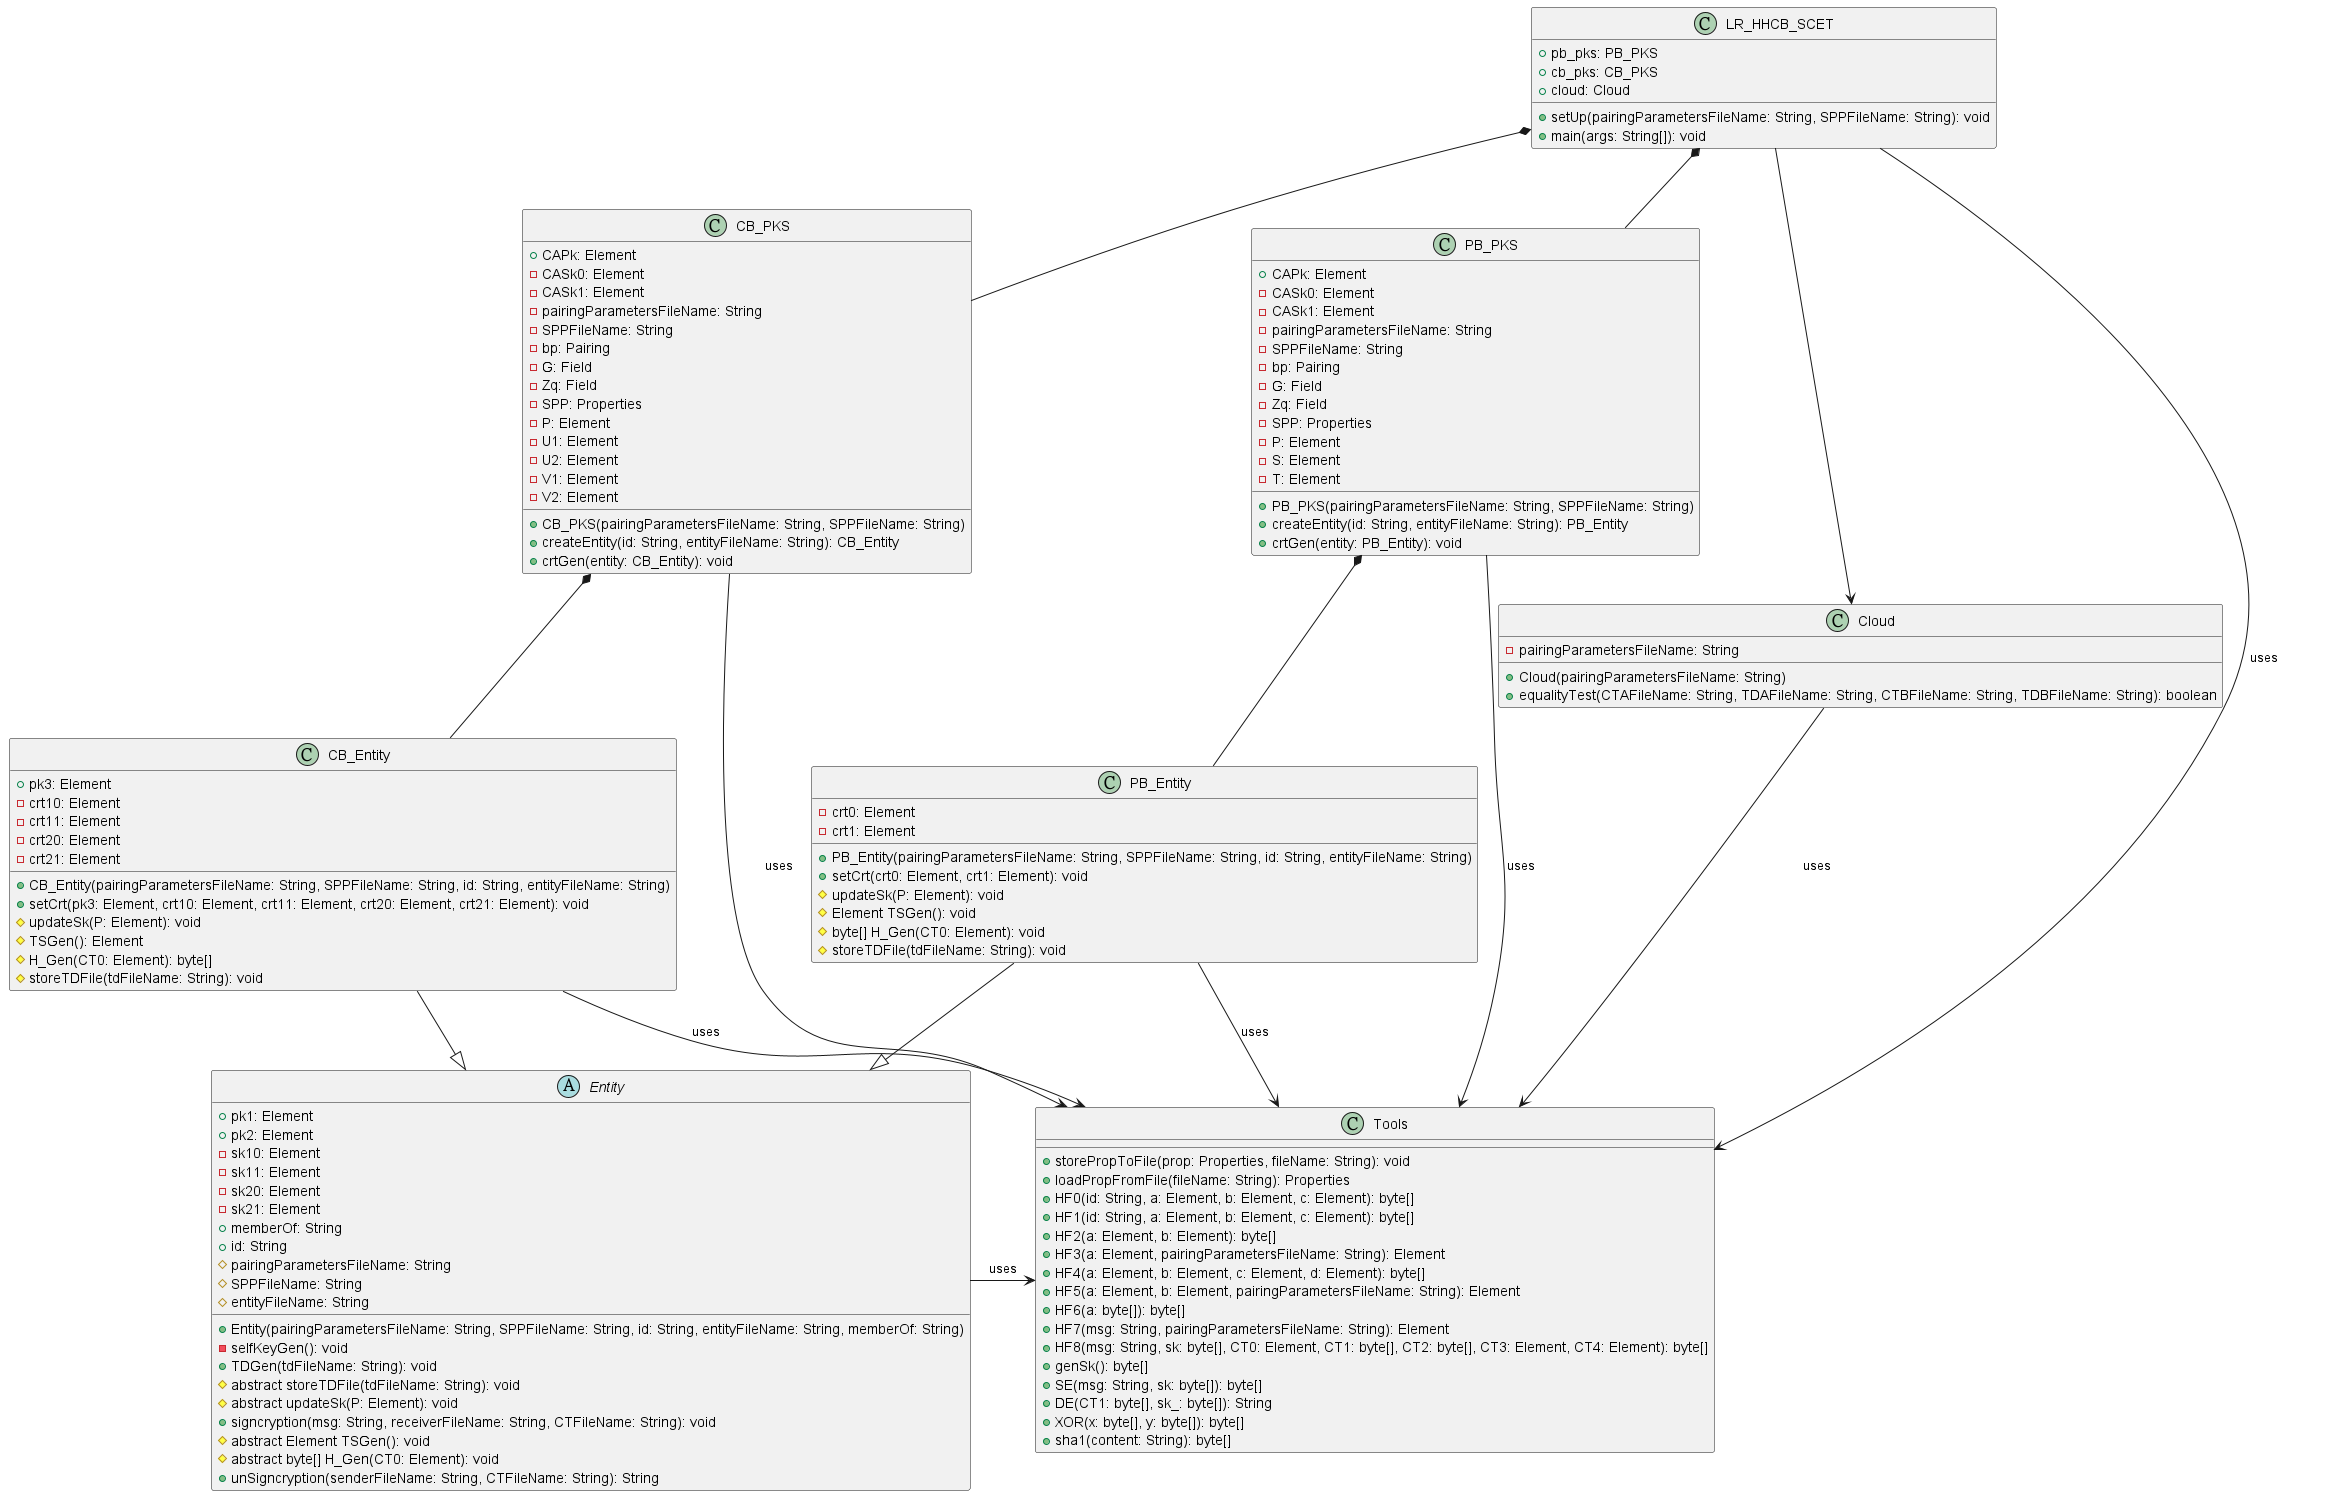 C LR_HHCB_SCET
pb_pks: PB_PKS
cb_pks: CB_PKS
cloud: Cloud
setUp(pairingParametersFileName: String, SPPFileName: String): void
main(args: String[]): void
C CB_PKS
CAPk: Element
CASk0: Element
CASk1: Element
pairingParametersFileName: String
SPPFileName: String
bp: Pairing
G: Field
Zq: Field
SPP: Properties
P: Element
U1: Element
U2: Element
V1: Element
V2: Element
CB_PKS(pairingParametersFileName: String, SPPFileName: String)
createEntity(id: String, entityFileName: String): CB_Entity
crtGen(entity: CB_Entity): void
C PB_PKS
CAPk: Element
CASk0: Element
CASk1: Element
pairingParametersFileName: String
SPPFileName: String
bp: Pairing
G: Field
Zq: Field
SPP: Properties
P: Element
S: Element
T: Element
PB_PKS(pairingParametersFileName: String, SPPFileName: String)
createEntity(id: String, entityFileName: String): PB_Entity
crtGen(entity: PB_Entity): void
C Cloud
pairingParametersFileName: String
Cloud(pairingParametersFileName: String)
equalityTest(CTAFileName: String, TDAFileName: String, CTBFileName: String, TDBFileName: String): boolean
uses
C CB_Entity
pk3: Element
crt10: Element
crt11: Element
crt20: Element
crt21: Element
CB_Entity(pairingParametersFileName: String, SPPFileName: String, id: String, entityFileName: String)
setCrt(pk3: Element, crt10: Element, crt11: Element, crt20: Element, crt21: Element): void
updateSk(P: Element): void
TSGen(): Element
H_Gen(CT0: Element): byte[]
storeTDFile(tdFileName: String): void
uses
C PB_Entity
crt0: Element
crt1: Element
PB_Entity(pairingParametersFileName: String, SPPFileName: String, id: String, entityFileName: String)
setCrt(crt0: Element, crt1: Element): void
updateSk(P: Element): void
Element TSGen(): void
byte[] H_Gen(CT0: Element): void
storeTDFile(tdFileName: String): void
uses
uses
uses
uses
A Entity
pk1: Element
pk2: Element
sk10: Element
sk11: Element
sk20: Element
sk21: Element
memberOf: String
id: String
pairingParametersFileName: String
SPPFileName: String
entityFileName: String
Entity(pairingParametersFileName: String, SPPFileName: String, id: String, entityFileName: String, memberOf: String)
selfKeyGen(): void
TDGen(tdFileName: String): void
abstract storeTDFile(tdFileName: String): void
abstract updateSk(P: Element): void
signcryption(msg: String, receiverFileName: String, CTFileName: String): void
abstract Element TSGen(): void
abstract byte[] H_Gen(CT0: Element): void
unSigncryption(senderFileName: String, CTFileName: String): String
uses
C Tools
storePropToFile(prop: Properties, fileName: String): void
loadPropFromFile(fileName: String): Properties
HF0(id: String, a: Element, b: Element, c: Element): byte[]
HF1(id: String, a: Element, b: Element, c: Element): byte[]
HF2(a: Element, b: Element): byte[]
HF3(a: Element, pairingParametersFileName: String): Element
HF4(a: Element, b: Element, c: Element, d: Element): byte[]
HF5(a: Element, b: Element, pairingParametersFileName: String): Element
HF6(a: byte[]): byte[]
HF7(msg: String, pairingParametersFileName: String): Element
HF8(msg: String, sk: byte[], CT0: Element, CT1: byte[], CT2: byte[], CT3: Element, CT4: Element): byte[]
genSk(): byte[]
SE(msg: String, sk: byte[]): byte[]
DE(CT1: byte[], sk_: byte[]): String
XOR(x: byte[], y: byte[]): byte[]
sha1(content: String): byte[]